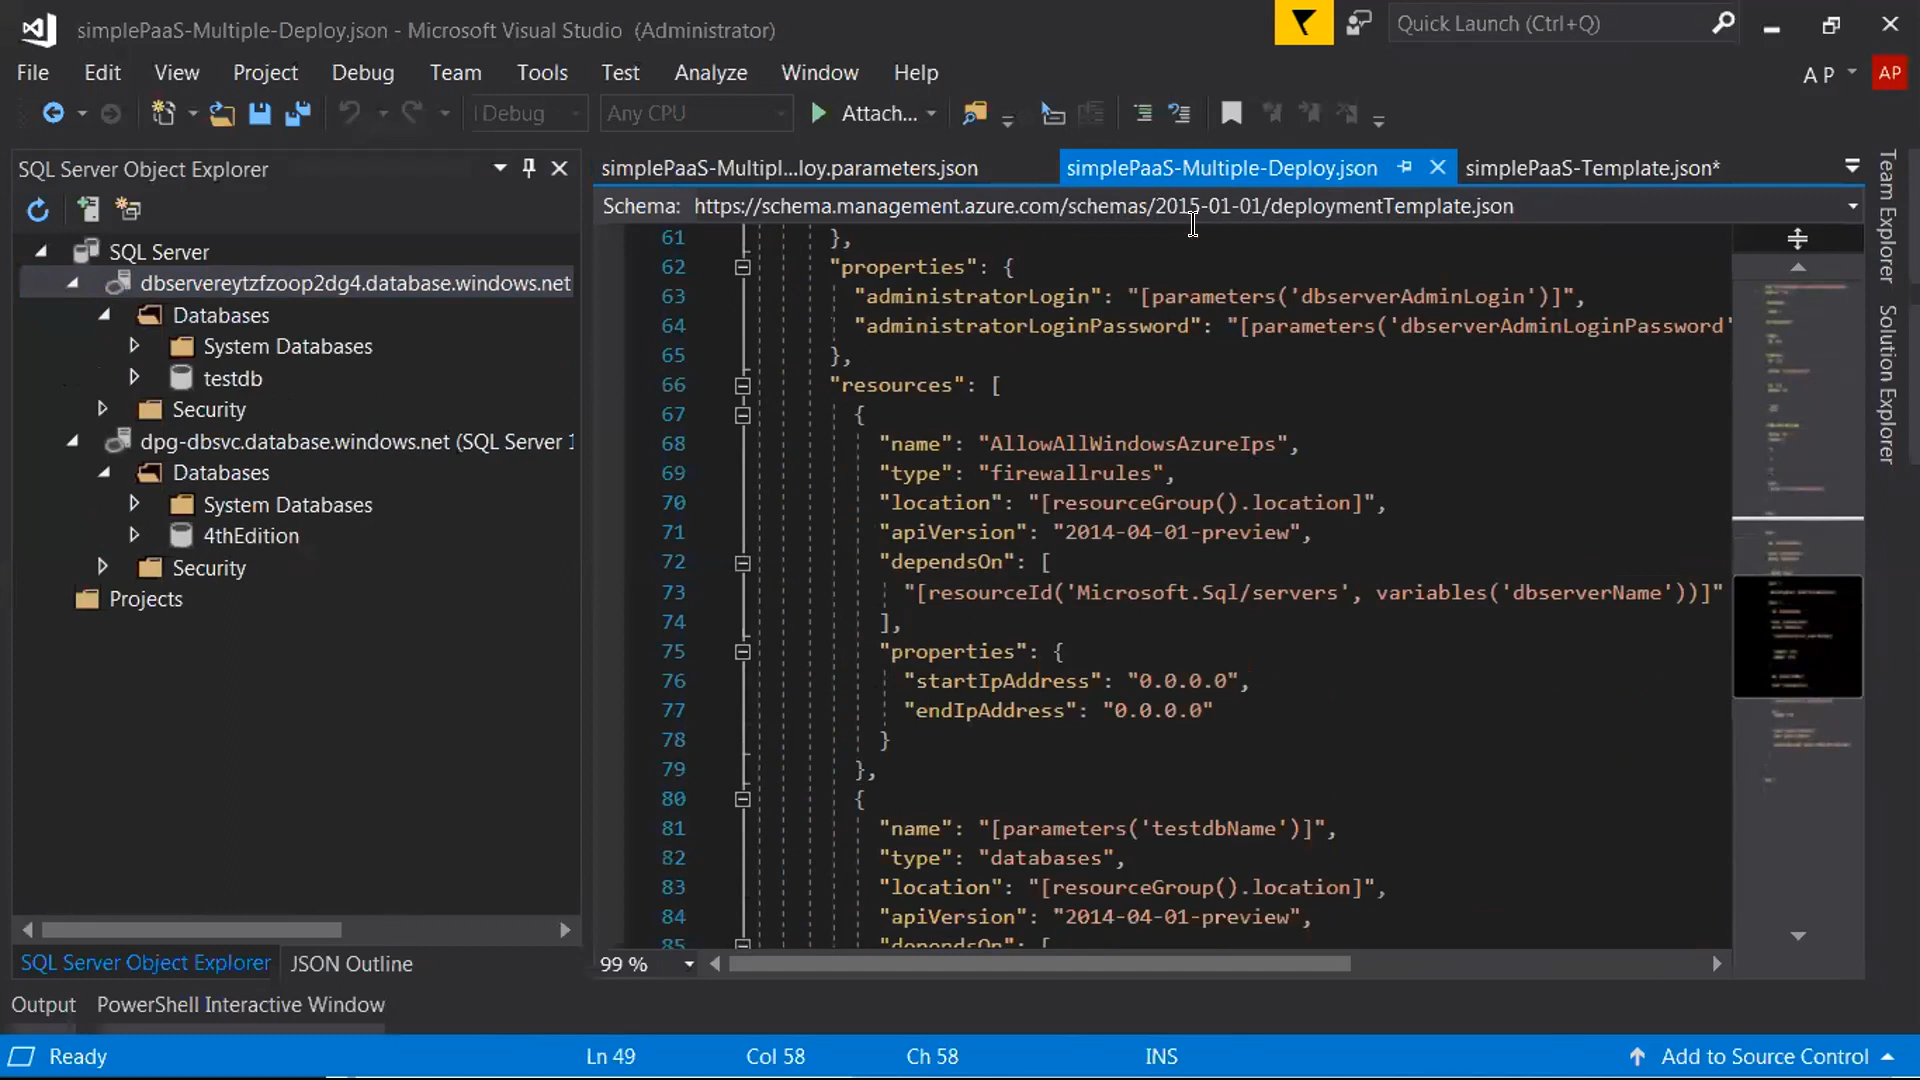 simplePaaS-Multiple-Deploy.json - Microsoft Visual Studio (Administrator)
Quick Launch (Ctrl+Q)
File Edit View Project Debug Team Tools Test Analyze Window Help
A P AP
Debug Any CPU Attach...
SQL Server Object Explorer
simplePaaS-Multipl...loy.parameters.json simplePaaS-Multiple-Deploy.json simplePaaS-Template.json*
Schema: https://schema.management.azure.com/schemas/2015-01-01/deploymentTemplate.json
SQL Server
dbservereytzfzoop2dg4.database.windows.net
Databases
System Databases
testdb
Security
dpg-dbsvc.database.windows.net (SQL Server 1
Databases
System Databases
4thEdition
Security
Projects
61 },
62 "properties": {
63 "administratorLogin": "[parameters('dbserverAdminLogin')]",
64 "administratorLoginPassword": "[parameters('dbserverAdminLoginPassword'
65 },
66 "resources": [
67 {
68 "name": "AllowAllWindowsAzureIps",
69 "type": "firewallrules",
70 "location": "[resourceGroup().location]",
71 "apiVersion": "2014-04-01-preview",
72 "dependsOn": [
73 "[resourceId('Microsoft.Sql/servers', variables('dbserverName'))]"
74 ],
75 "properties": {
76 "startIpAddress": "0.0.0.0",
77 "endIpAddress": "0.0.0.0"
78 }
79 },
80 {
81 "name": "[parameters('testdbName')]",
82 "type": "databases",
83 "location": "[resourceGroup().location]",
84 "apiVersion": "2014-04-01-preview",
85 "dependsOn": [
Team Explorer
Solution Explorer
SQL Server Object Explorer JSON Outline
99 %
Output PowerShell Interactive Window
Ready Ln 49 Col 58 Ch 58 INS Add to Source Control